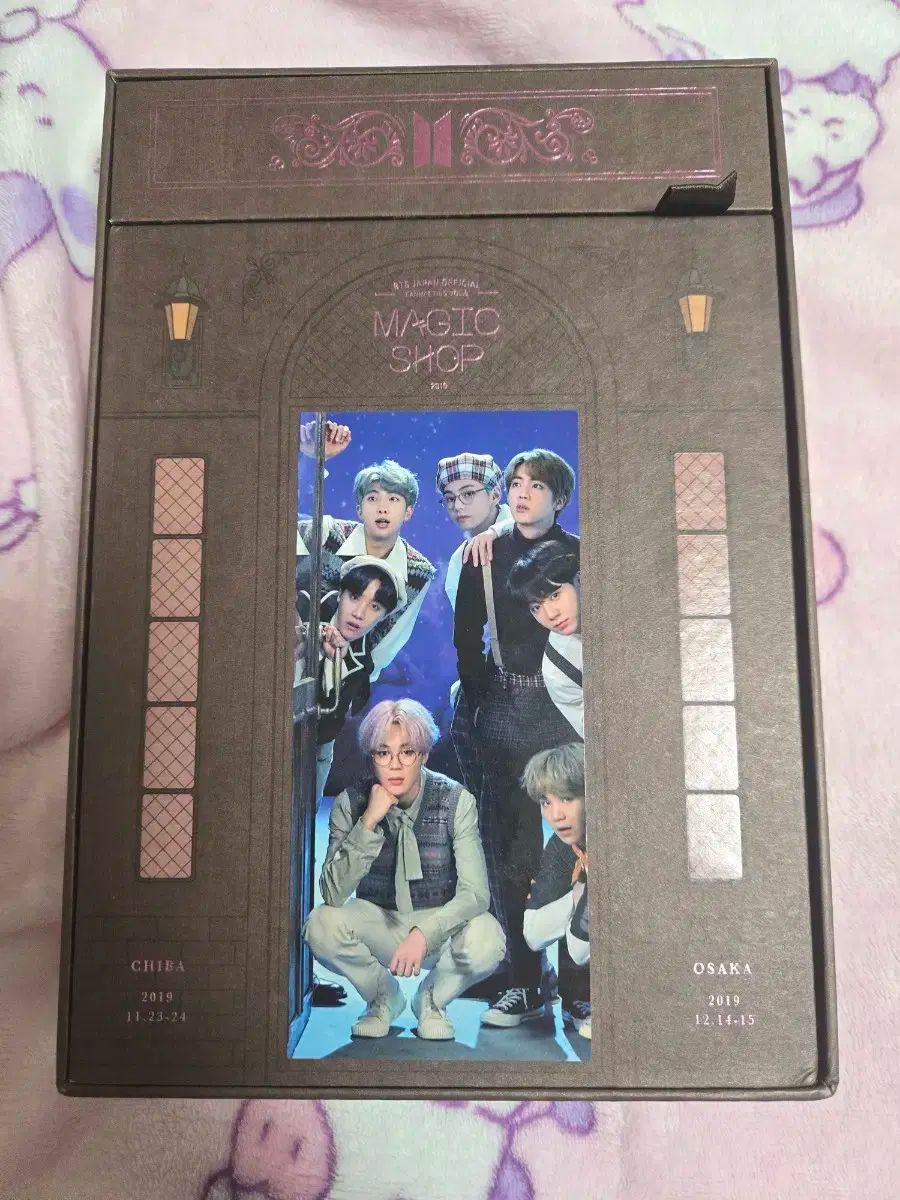 BTS JAPAN OFFICIAL
FANMEETING VOL.5
MAGIC
SHOP
2019
CHIBA
2019
11.23-24
OSAKA
2019
12.14-15